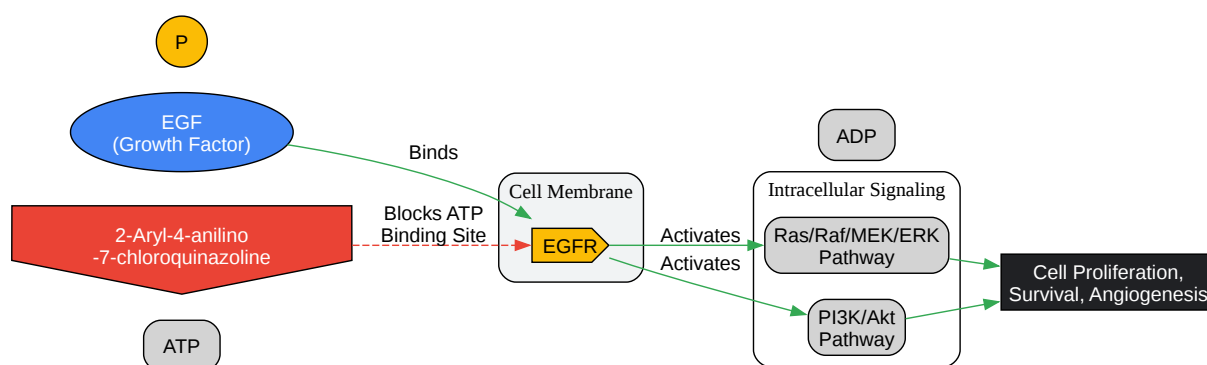 P
EGF
(Growth Factor)
2-Aryl-4-anilino
-7-chloroquinazoline
ATP
Binds
Blocks ATP
Binding Site
Cell Membrane
EGFR
Activates
Activates
ADP
Intracellular Signaling
Ras/Raf/MEK/ERK
Pathway
PI3K/Akt
Pathway
Cell Proliferation,
Survival, Angiogenesis